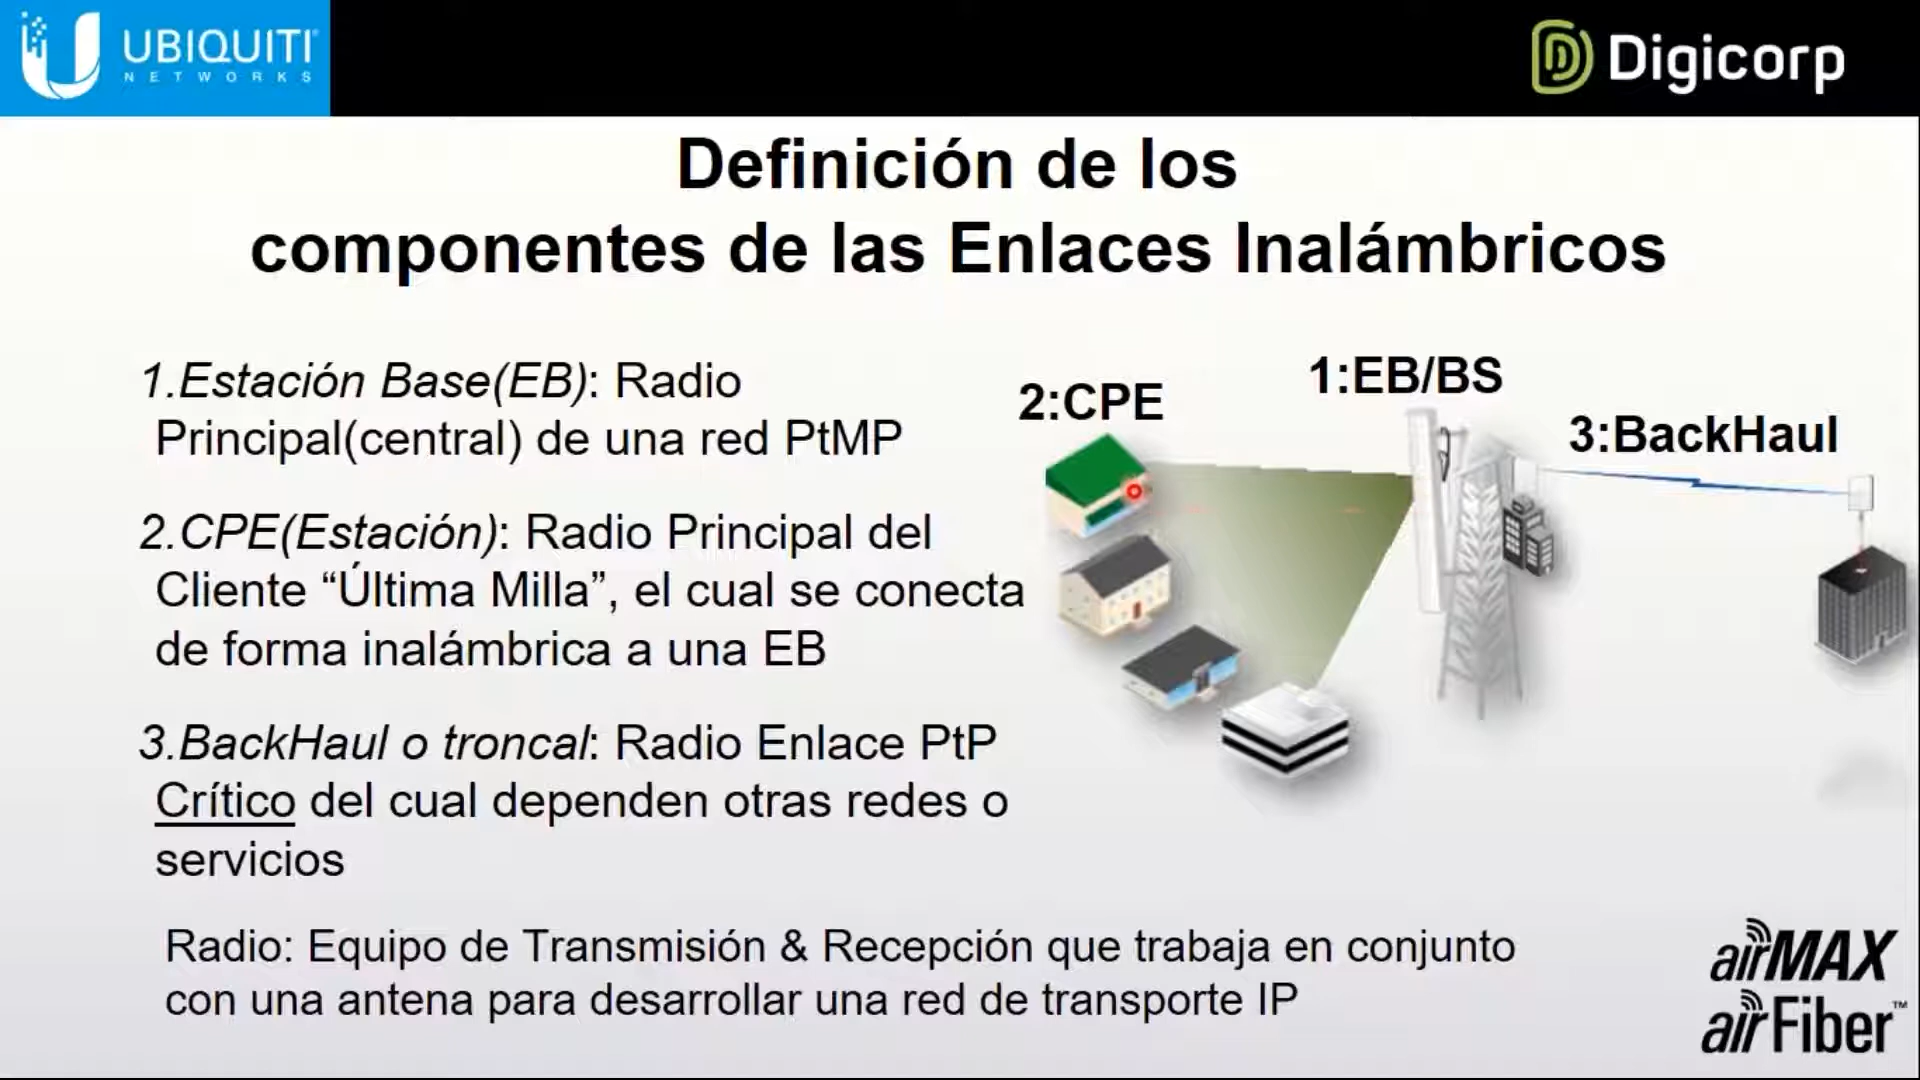 UBIQUITI
NETWORKS
Digicorp
Definición de los
componentes de las Enlaces Inalámbricos
1.Estación Base(EB): Radio
Principal(central) de una red PtMP
2.CPE(Estación): Radio Principal del
Cliente “Última Milla”, el cual se conecta
de forma inalámbrica a una EB
3.BackHaul o troncal: Radio Enlace PtP
Crítico del cual dependen otras redes o
servicios
2:CPE
1:EB/BS
3:BackHaul
Radio: Equipo de Transmisión & Recepción que trabaja en conjunto
con una antena para desarrollar una red de transporte IP
airMAX
airFiber™